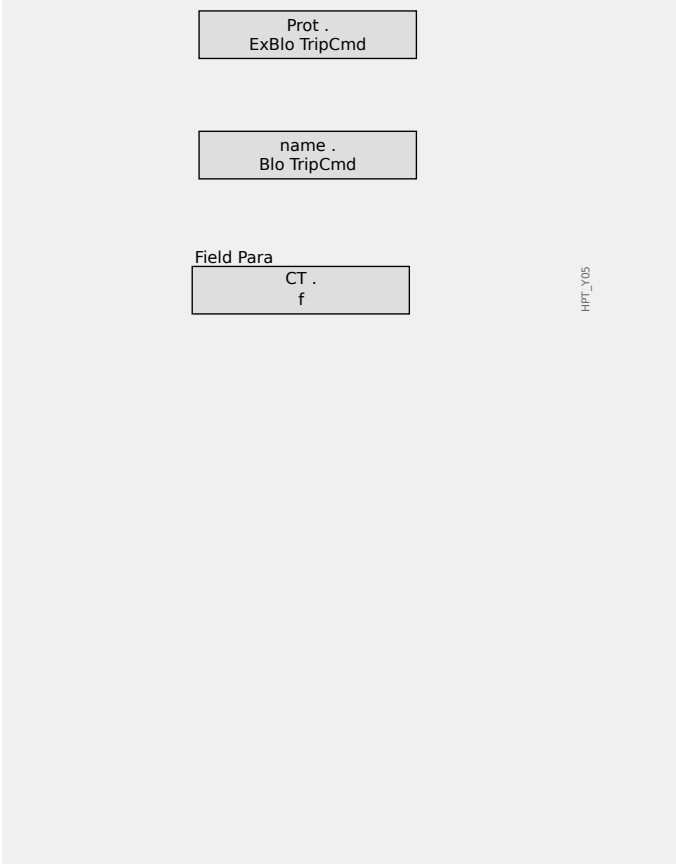 Prot .
ExBlo TripCmd
name .
Blo TripCmd
Field Para
CT .
f
HPT_Y05